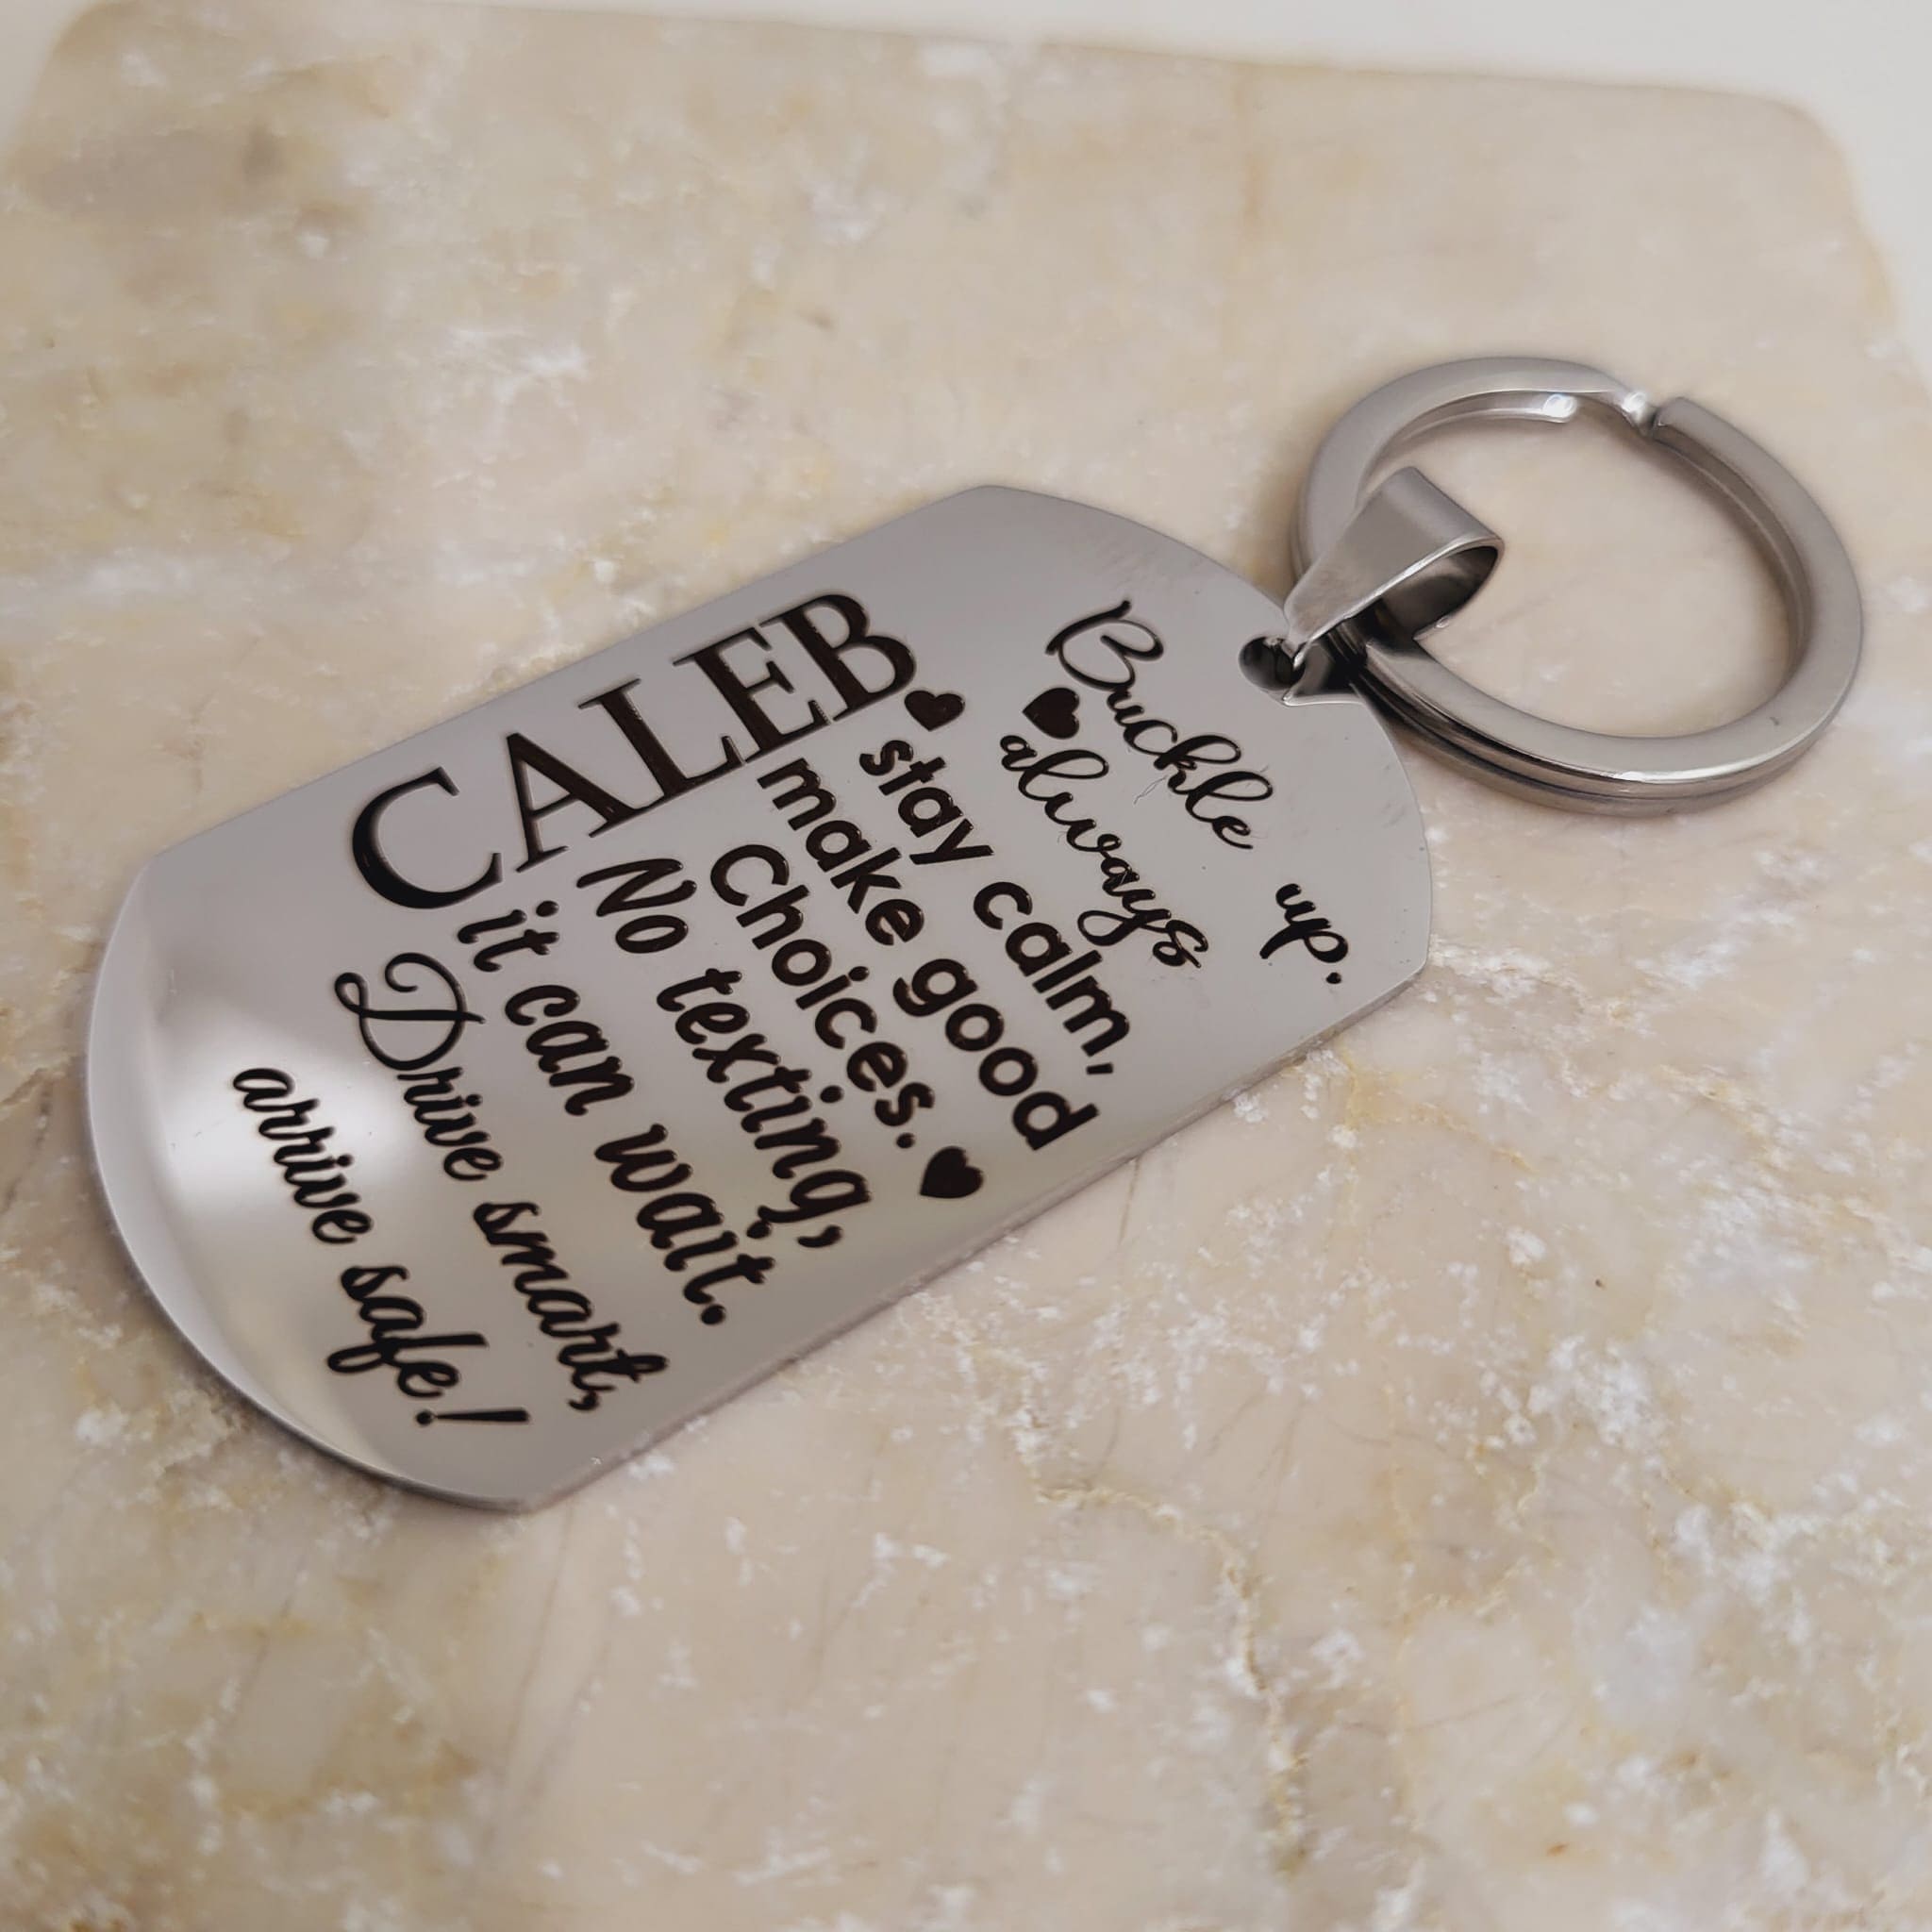 Buckle up.
always
stay calm,
make good
Choices.
No texting,
it can wait.
Drive smart,
arrive safe!
CALEB